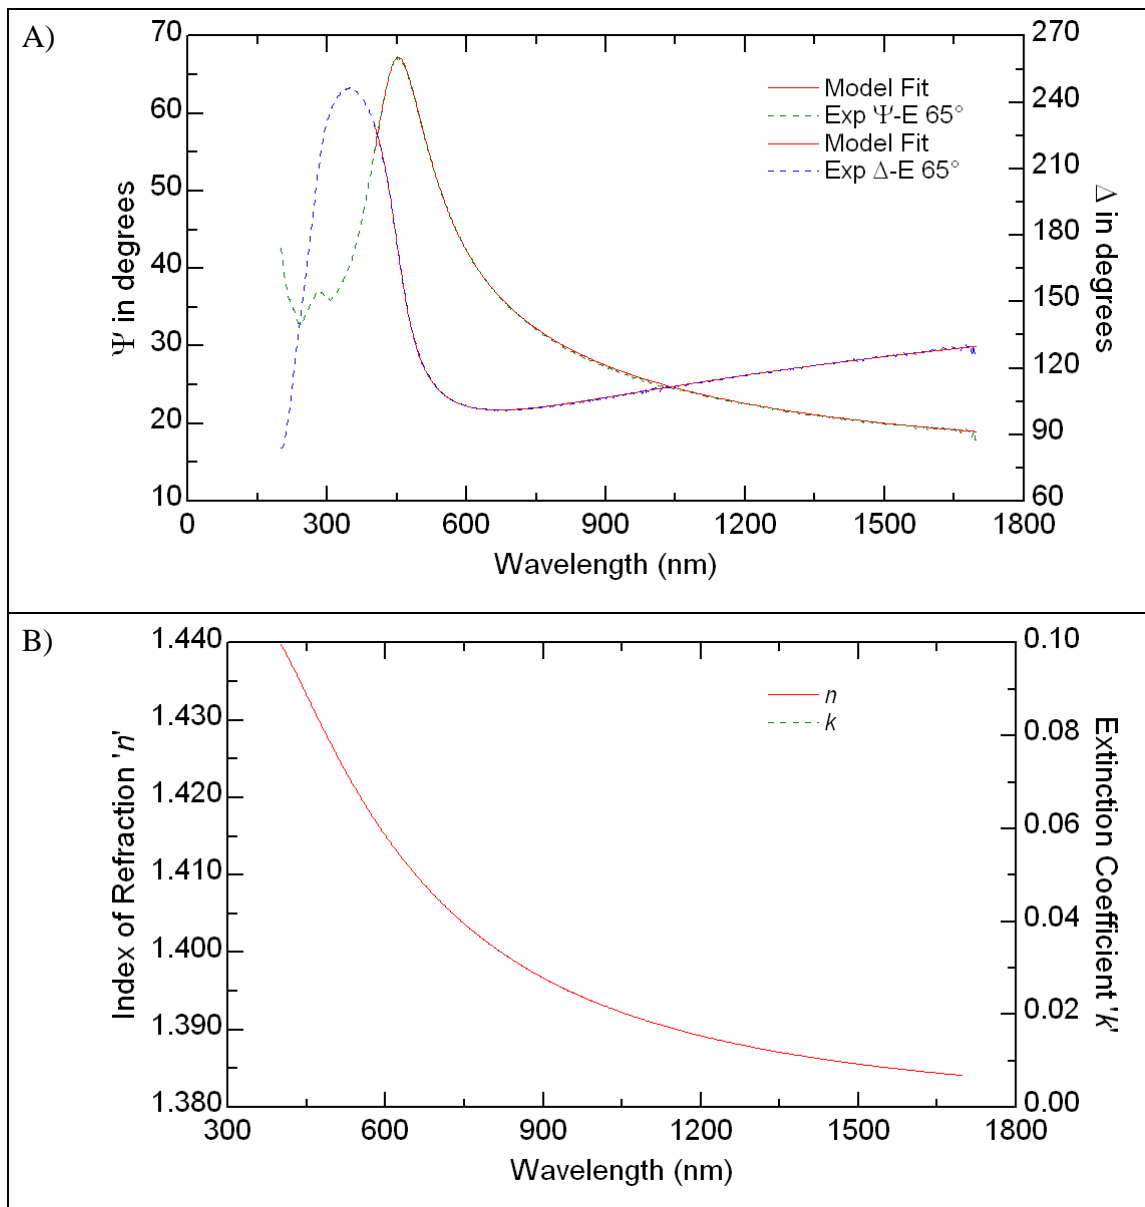 A)
70
60
50
40
30
20
10
Ψ in degrees
270
240
210
180
150
120
90
60
Δ in degrees
Model Fit
Exp Ψ-E 65°
Model Fit
Exp Δ-E 65°
0 300 600 900 1200 1500 1800
Wavelength (nm)
B)
1.440
1.430
1.420
1.410
1.400
1.390
1.380
Index of Refraction 'n'
0.10
0.08
0.06
0.04
0.02
0.00
Extinction Coefficient 'k'
n
k
300 600 900 1200 1500 1800
Wavelength (nm)